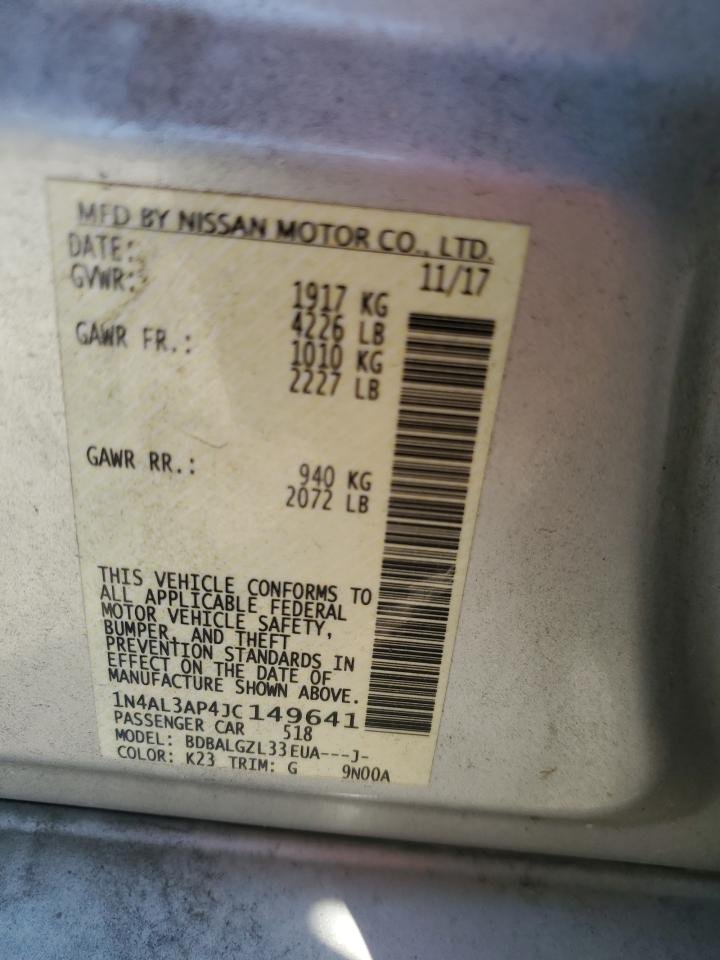 MFD BY NISSAN MOTOR CO., LTD.
DATE: 11/17
GVWR: 1917 KG
4226 LB
GAWR FR.: 1010 KG
2227 LB
GAWR RR.: 940 KG
2072 LB
THIS VEHICLE CONFORMS TO
ALL APPLICABLE FEDERAL
MOTOR VEHICLE SAFETY,
BUMPER, AND THEFT
PREVENTION STANDARDS IN
EFFECT ON THE DATE OF
MANUFACTURE SHOWN ABOVE.
1N4AL3AP4JC149641
PASSENGER CAR 518
MODEL: BDBALGZL33EUA---J-
COLOR: K23 TRIM: G 9N00A